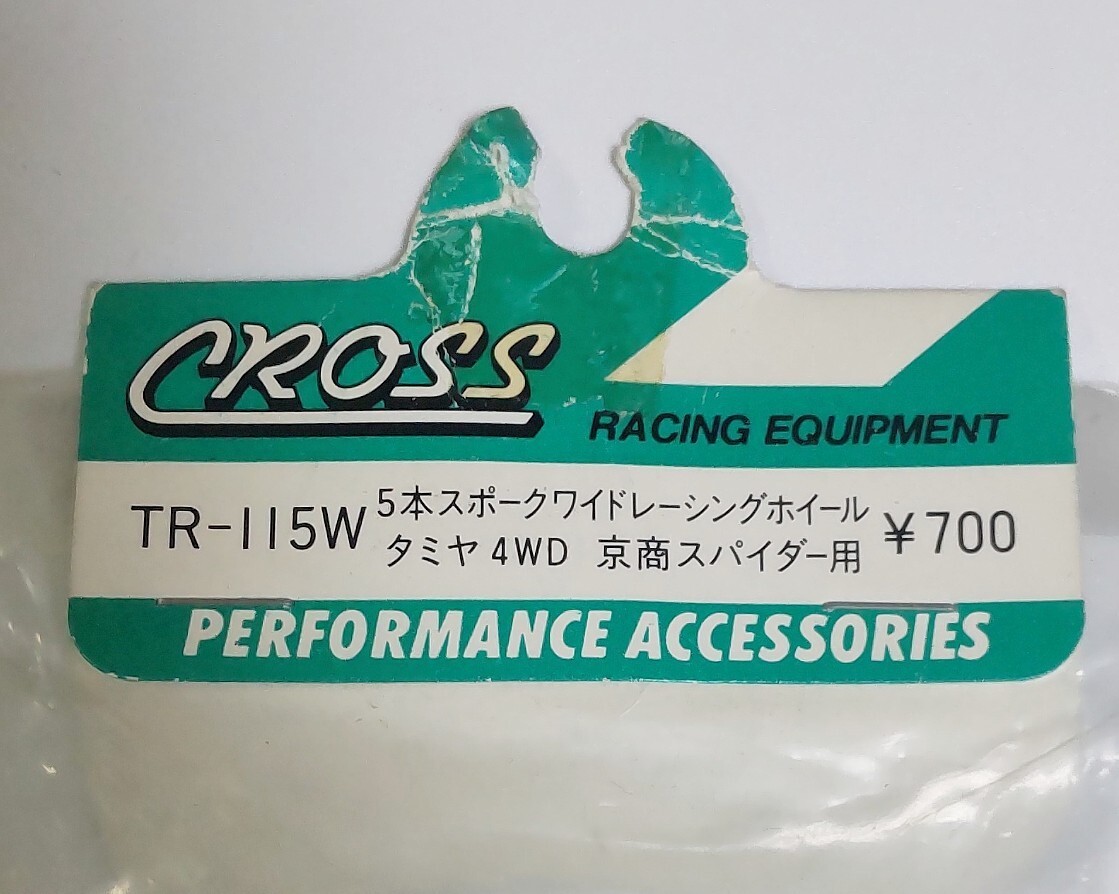 CROSS
RACING EQUIPMENT
TR-115W 5本スポークワイドレーシングホイール ¥700
タミヤ 4WD 京商スパイダー用
PERFORMANCE ACCESSORIES